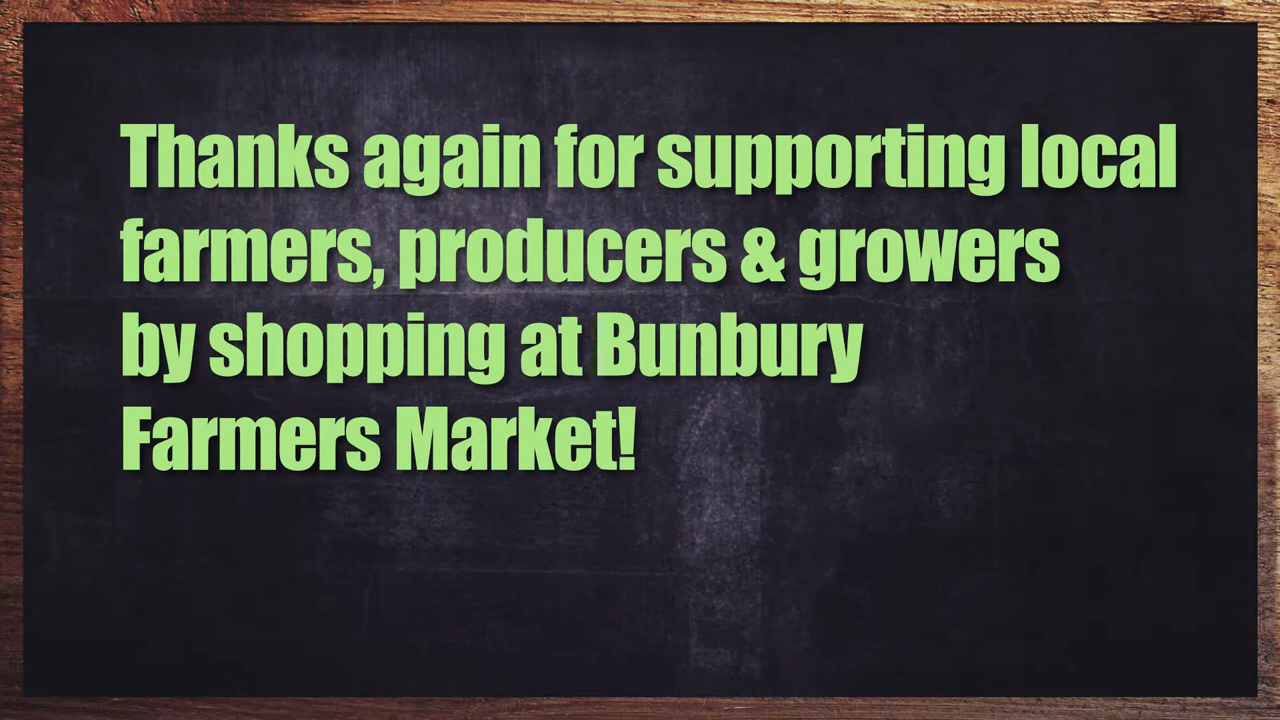 Thanks again for supporting local
farmers, producers & growers
by shopping at Bunbury
Farmers Market!